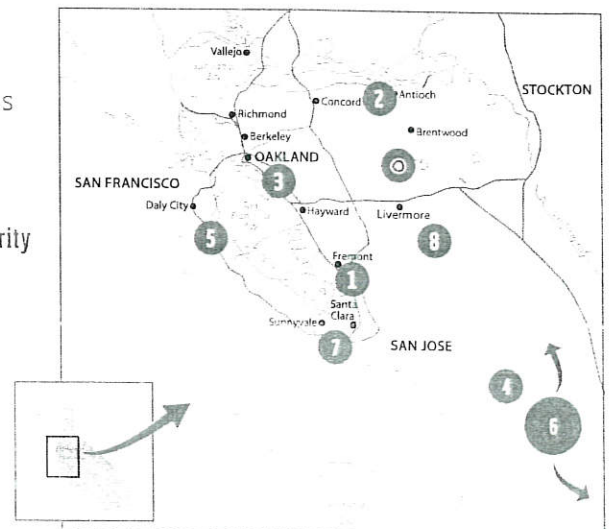 Vallejo
Concord
2
Antioch
STOCKTON
s
Richmond
Berkeley
Brentwood
OAKLAND
3
SAN FRANCISCO
Daly City
Hayward
Livermore
rity
5
8
Fremont
1
Santa
Clara
Sunnyvale
7
SAN JOSE
4
6